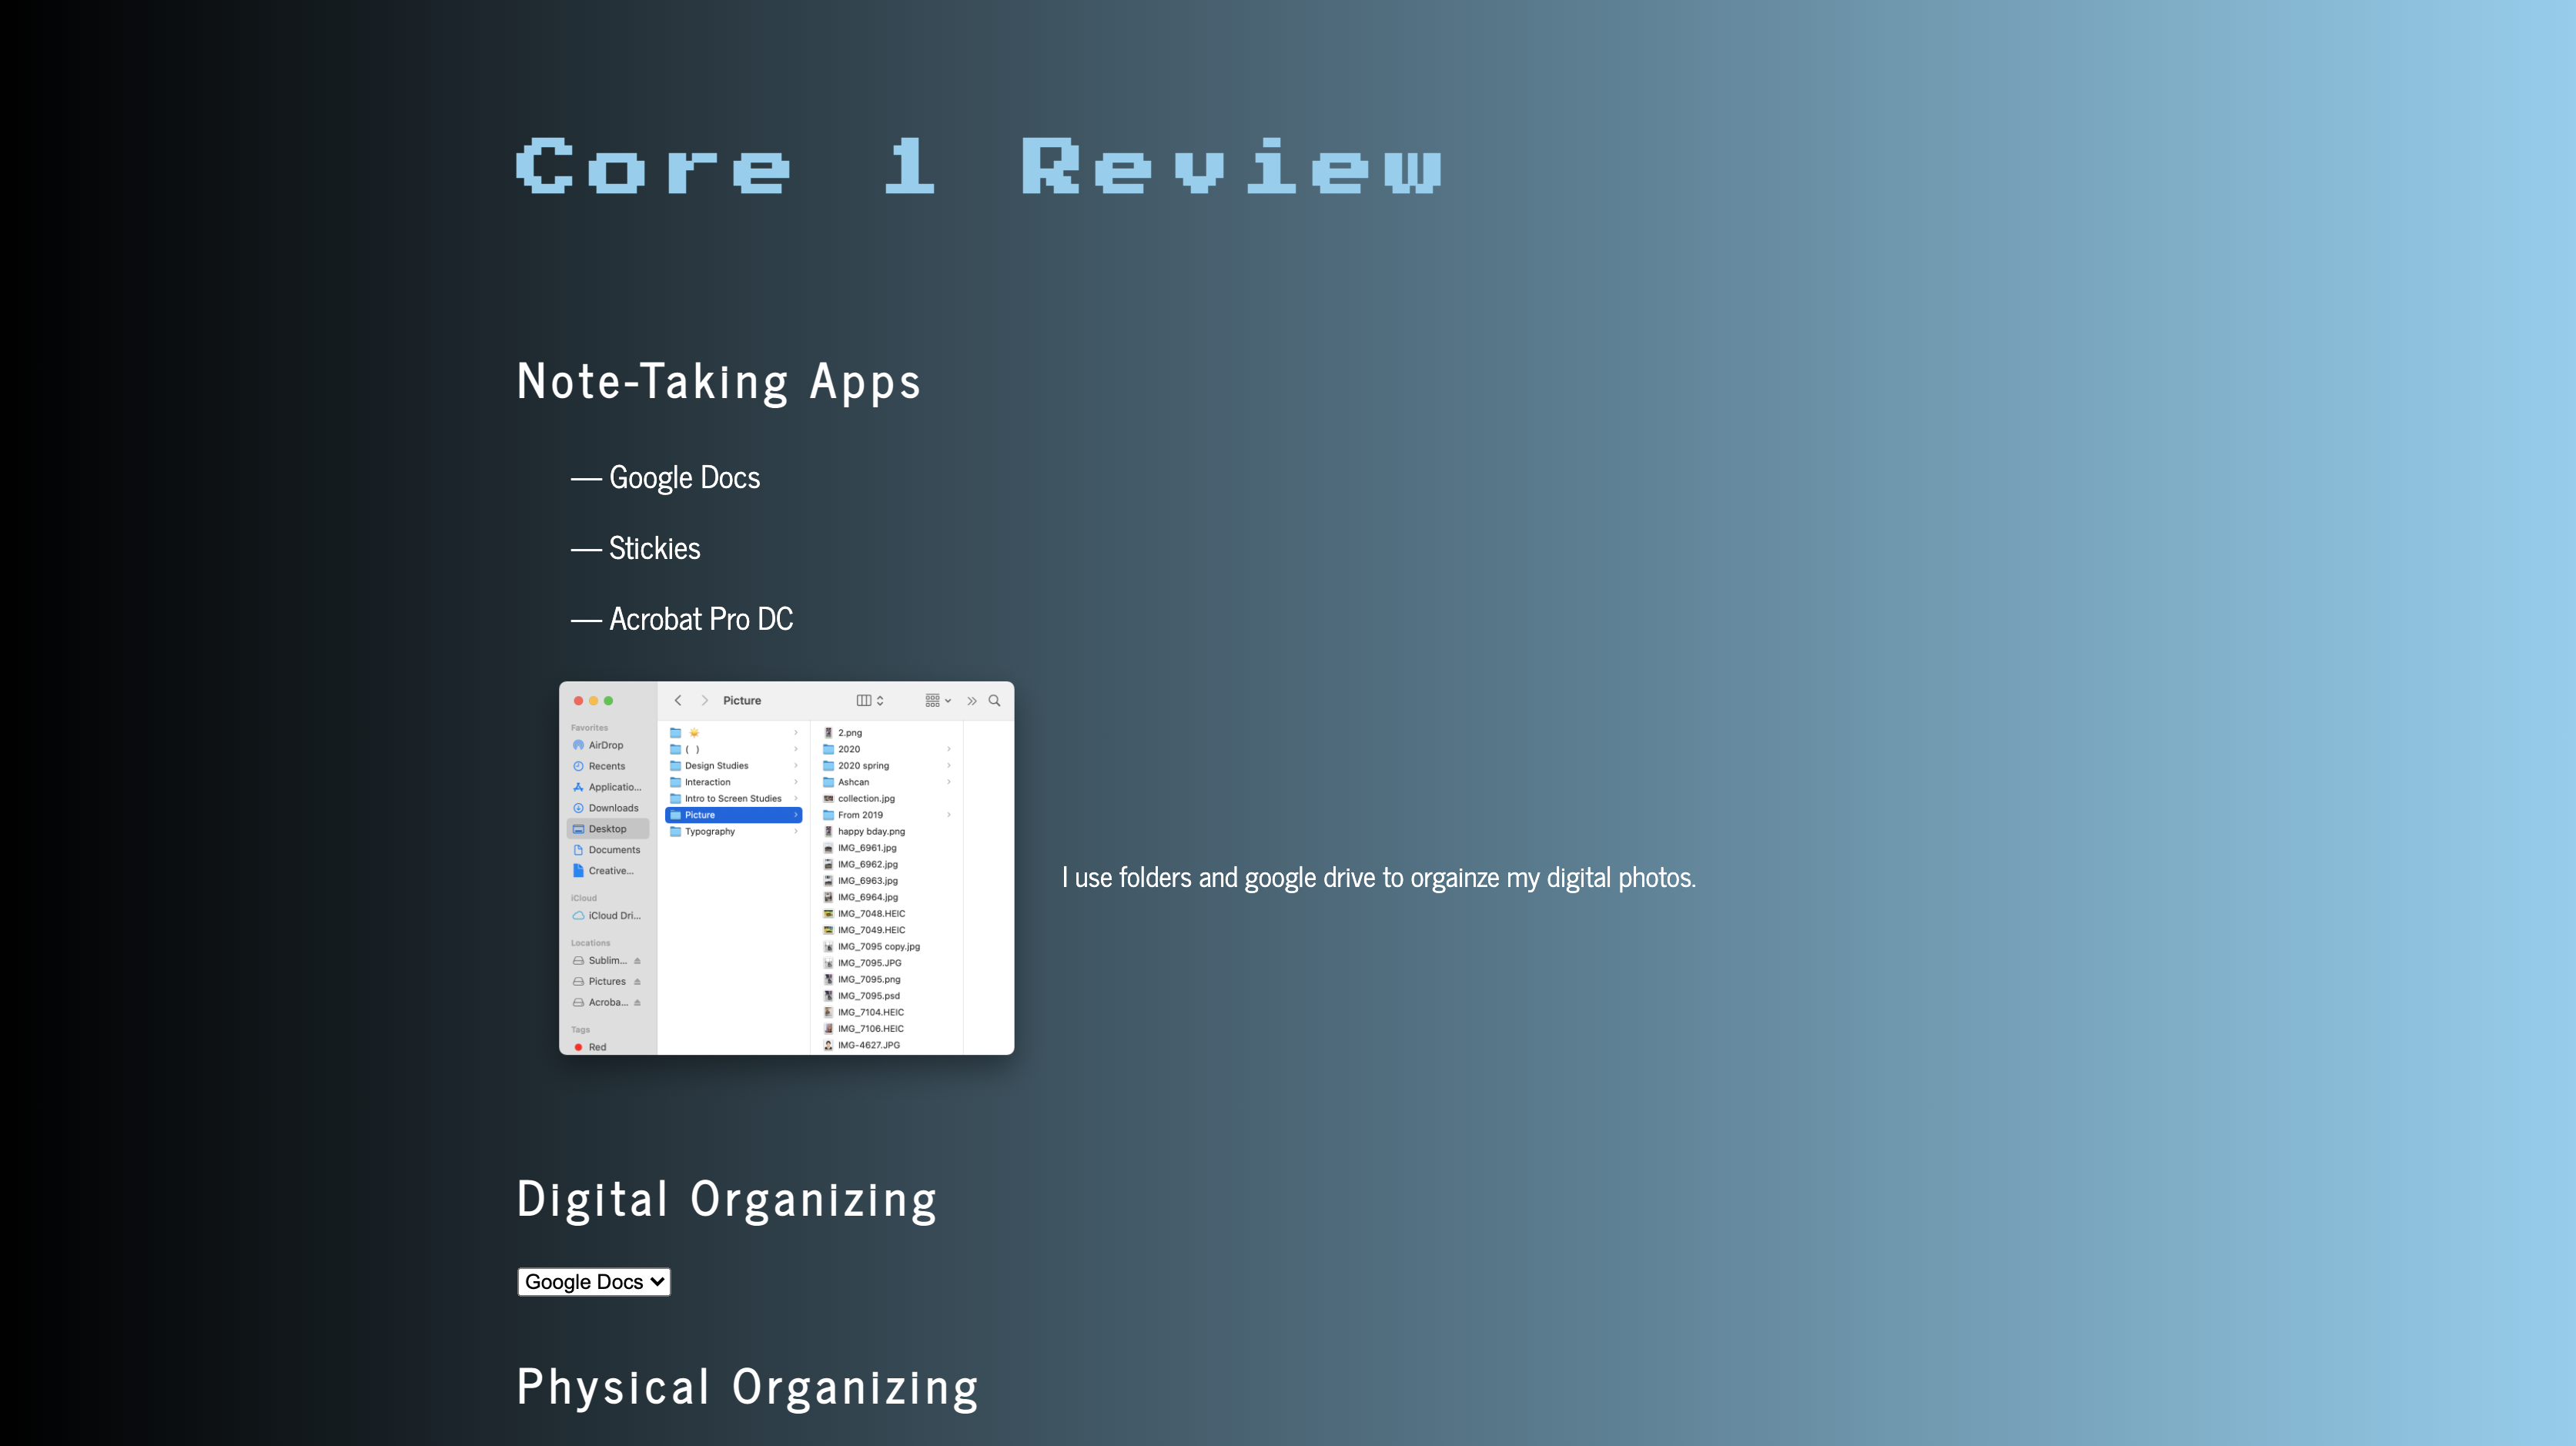 Core 1 Review
Note-Taking Apps
— Google Docs
— Stickies
— Acrobat Pro DC
Picture
Favorites
AirDrop
Recents
Applicatio...
Downloads
Desktop
Documents
Creative...
iCloud
iCloud Dri...
Locations
Sublim...
Pictures
Acroba...
Tags
Red
( )
Design Studies
Interaction
Intro to Screen Studies
Picture
Typography
2.png
2020
2020 spring
Ashcan
collection.jpg
From 2019
happy bday.png
IMG_6961.jpg
IMG_6962.jpg
IMG_6963.jpg
IMG_6964.jpg
IMG_7048.HEIC
IMG_7049.HEIC
IMG_7095 copy.jpg
IMG_7095.JPG
IMG_7095.png
IMG_7095.psd
IMG_7104.HEIC
IMG_7106.HEIC
IMG-4627.JPG
I use folders and google drive to orgainze my digital photos.
Digital Organizing
Google Docs
Physical Organizing